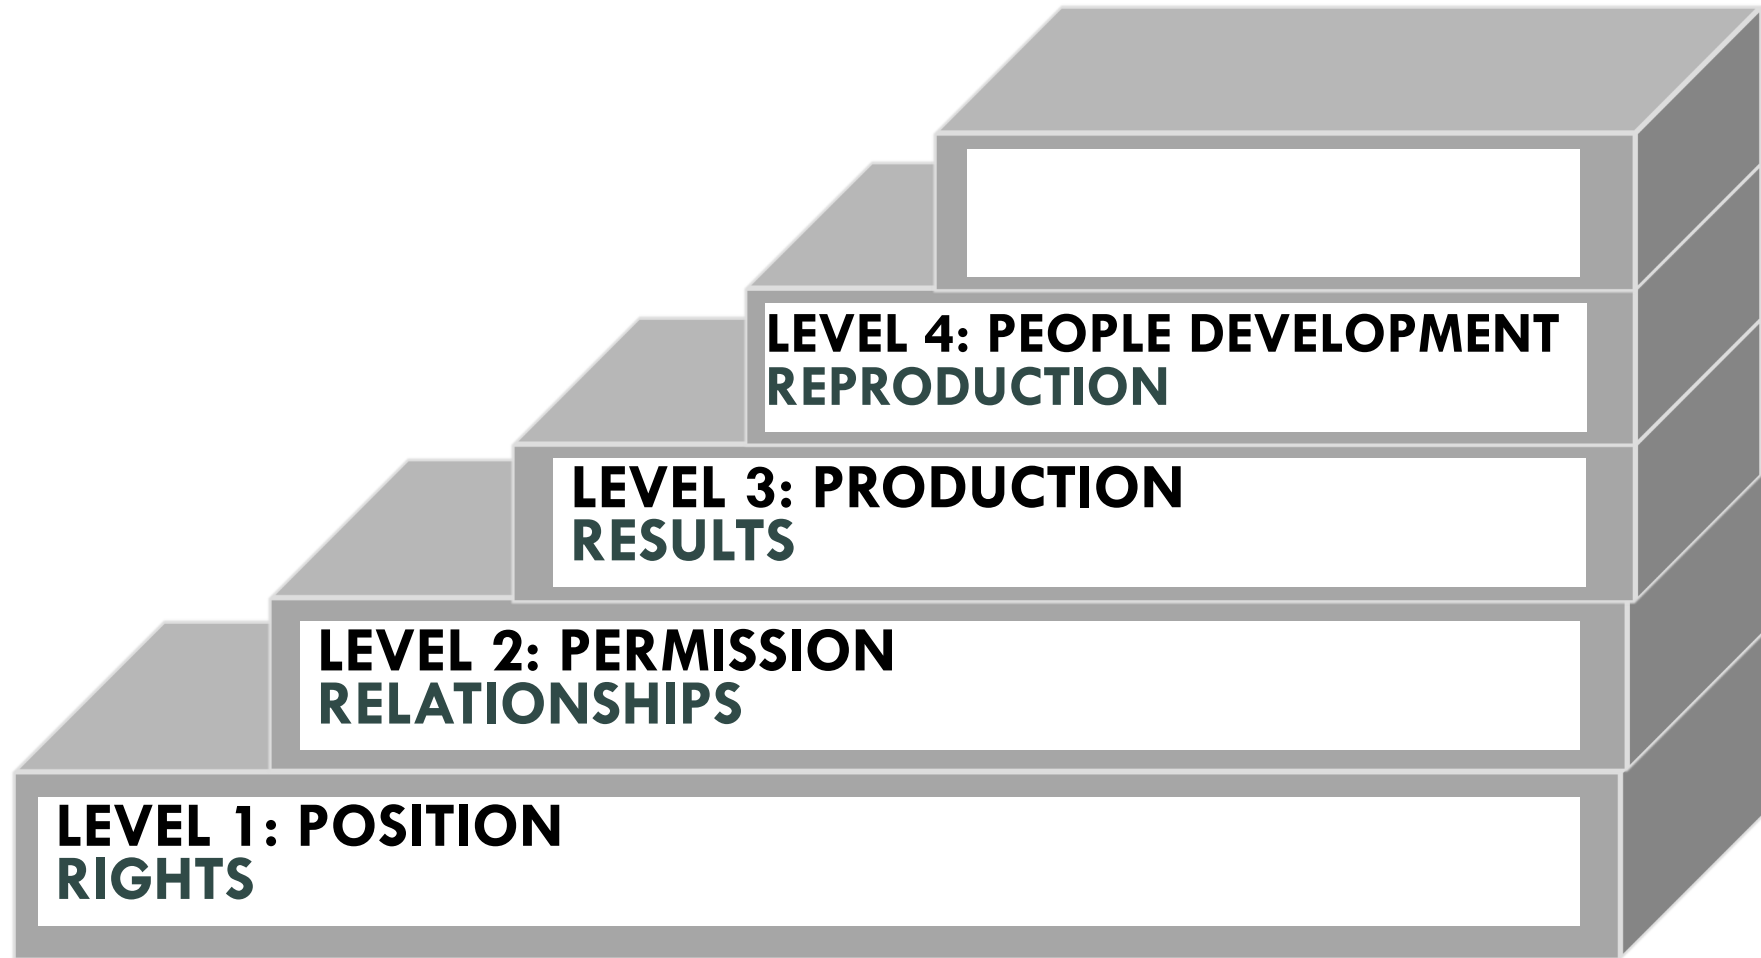 LEVEL 4: PEOPLE DEVELOPMENT
REPRODUCTION
LEVEL 3: PRODUCTION
RESULTS
LEVEL 2: PERMISSION
RELATIONSHIPS
LEVEL 1: POSITION
RIGHTS